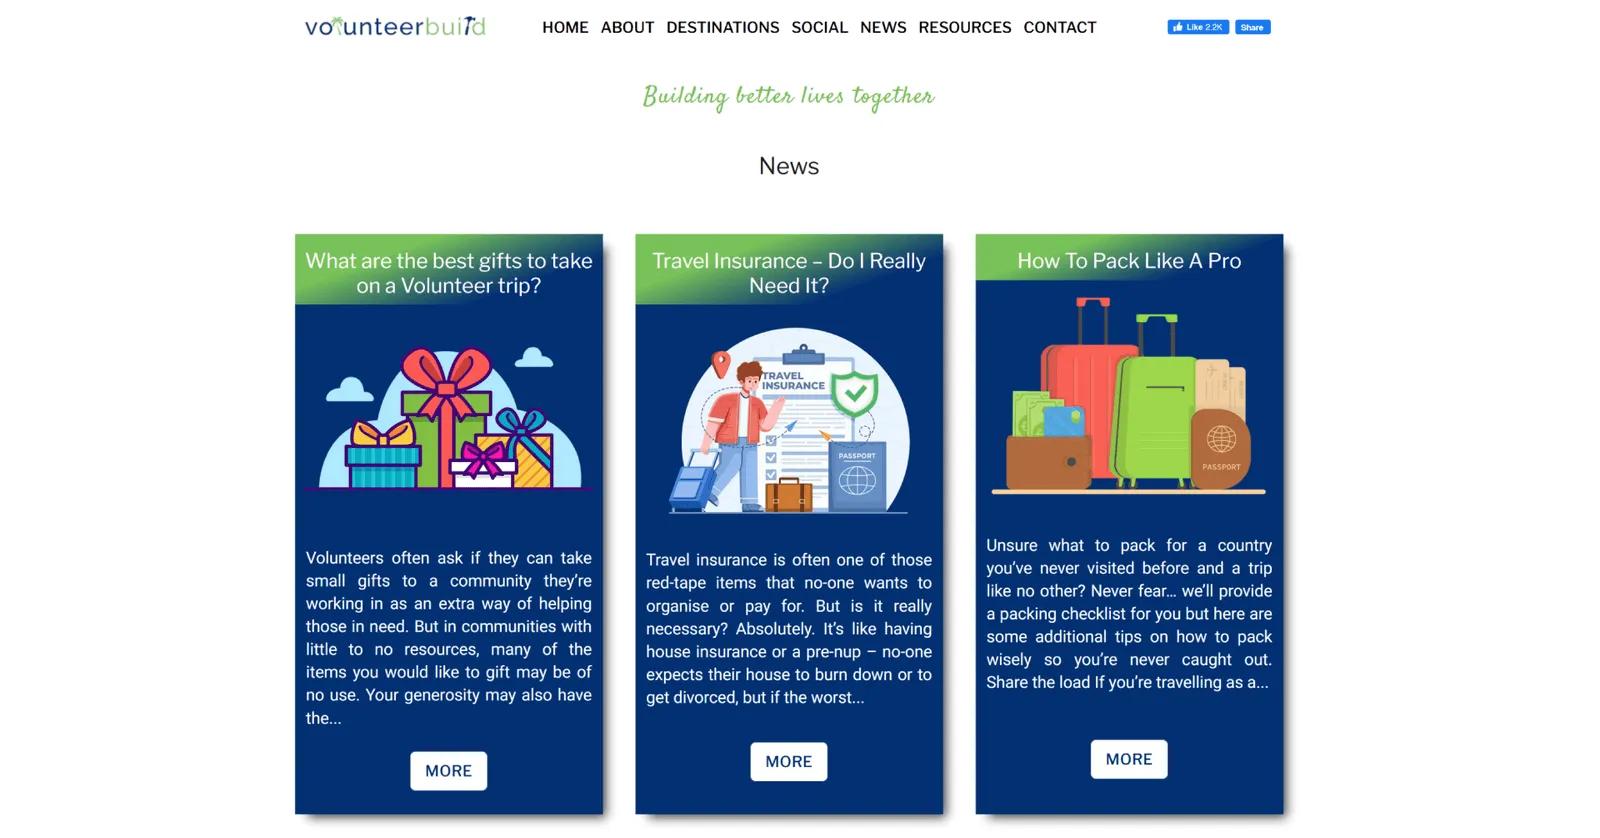 volunteerbuild
HOME ABOUT DESTINATIONS SOCIAL NEWS RESOURCES CONTACT
Like 2.2K Share
Building better lives together
News
What are the best gifts to take
on a Volunteer trip?
Volunteers often ask if they can take
small gifts to a community they’re
working in as an extra way of helping
those in need. But in communities with
little to no resources, many of the
items you would like to gift may be of
no use. Your generosity may also have
the...
MORE
Travel Insurance – Do I Really
Need It?
TRAVEL
INSURANCE
PASSPORT
Travel insurance is often one of those
red-tape items that no-one wants to
organise or pay for. But is it really
necessary? Absolutely. It’s like having
house insurance or a pre-nup – no-one
expects their house to burn down or to
get divorced, but if the worst...
MORE
How To Pack Like A Pro
PASSPORT
Unsure what to pack for a country
you’ve never visited before and a trip
like no other? Never fear… we’ll provide
a packing checklist for you but here are
some additional tips on how to pack
wisely so you’re never caught out.
Share the load If you’re travelling as a...
MORE